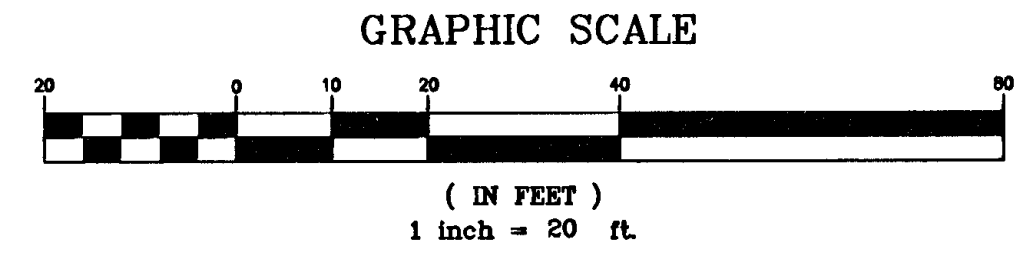 GRAPHIC SCALE
20 0 10 20 40 80
( IN FEET )
1 inch = 20 ft.